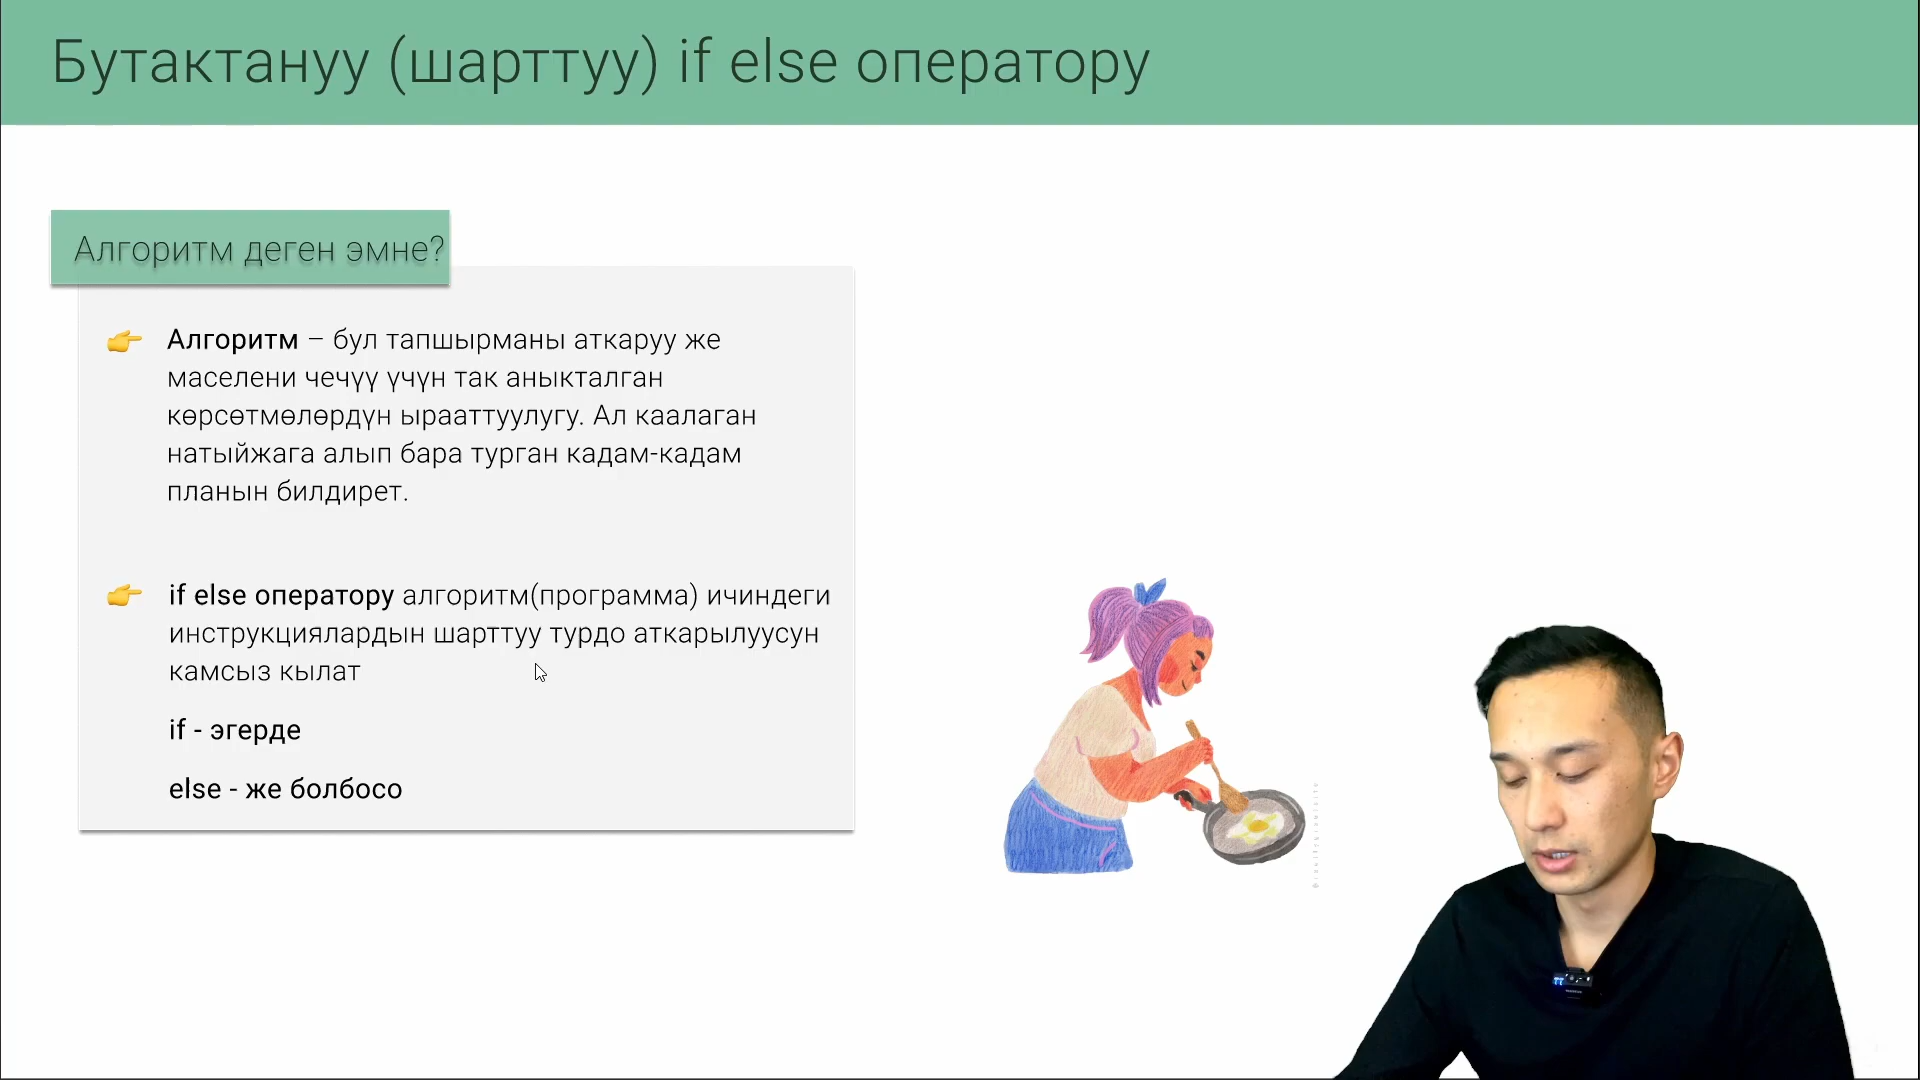 Бутактануу (шарттуу) if else оператору
Алгоритм деген эмне?
Алгоритм – бул тапшырманы аткаруу же
маселени чечүү үчүн так аныкталган
көрсөтмөлөрдүн ырааттуулугу. Ал каалаган
натыйжага алып бара турган кадам-кадам
планын билдирет.
if else оператору алгоритм(программа) ичиндеги
инструкциялардын шарттуу турдо аткарылуусун
камсыз кылат
if - эгерде
else - же болбосо